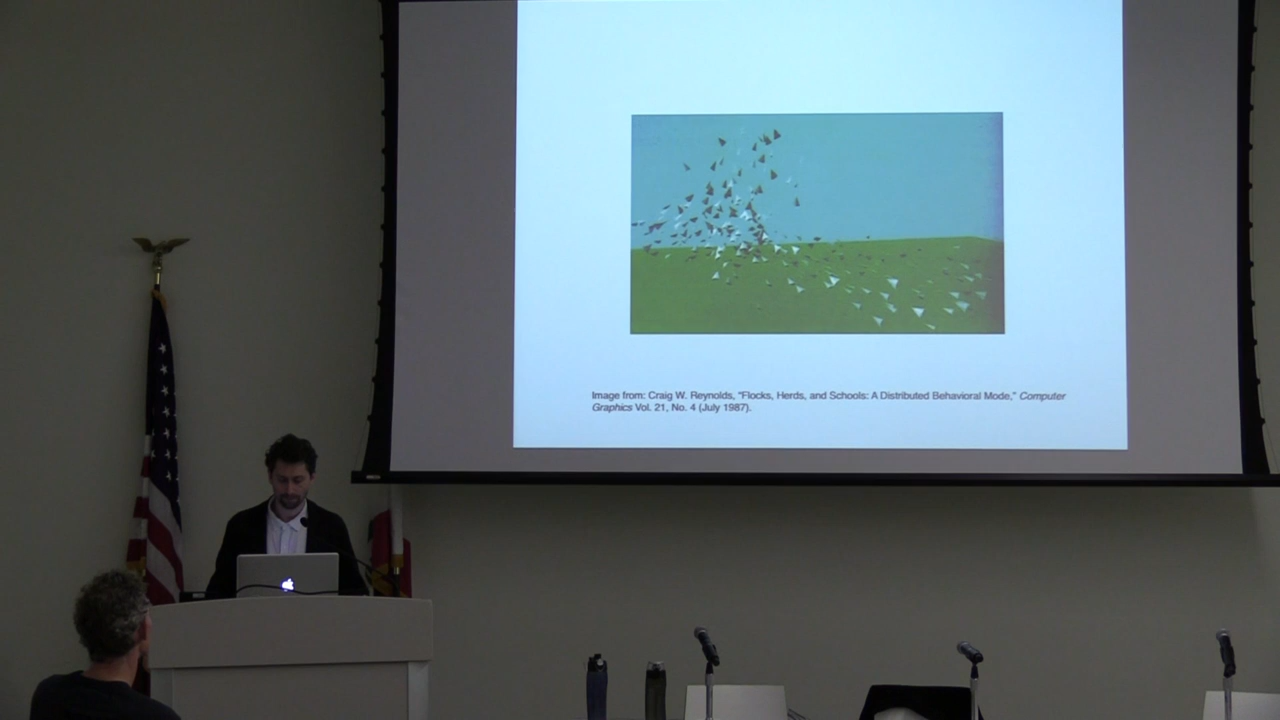 Image from: Craig W. Reynolds, "Flocks, Herds, and Schools: A Distributed Behavioral Mode," Computer
Graphics Vol. 21, No. 4 (July 1987).